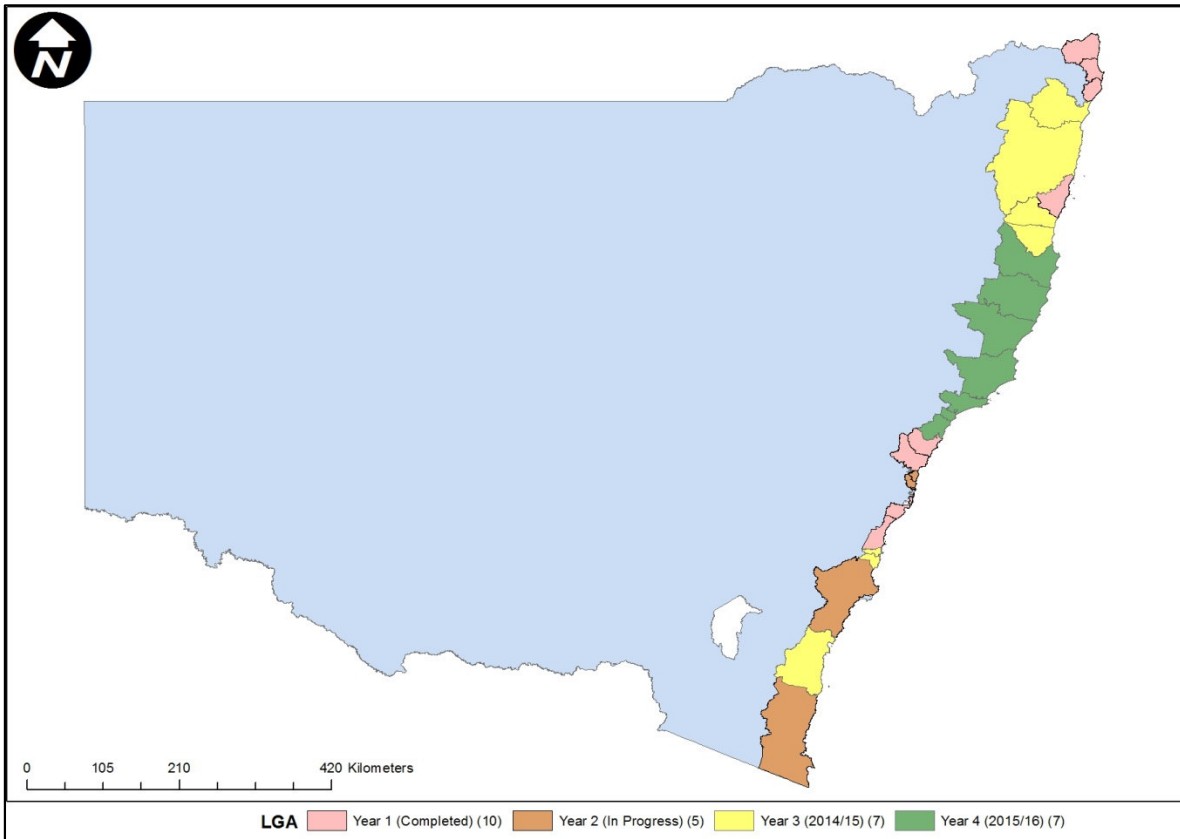 N
0 105 210 420 Kilometers
LGA Year 1 (Completed) (10) Year 2 (In Progress) (5) Year 3 (2014/15) (7) Year 4 (2015/16) (7)